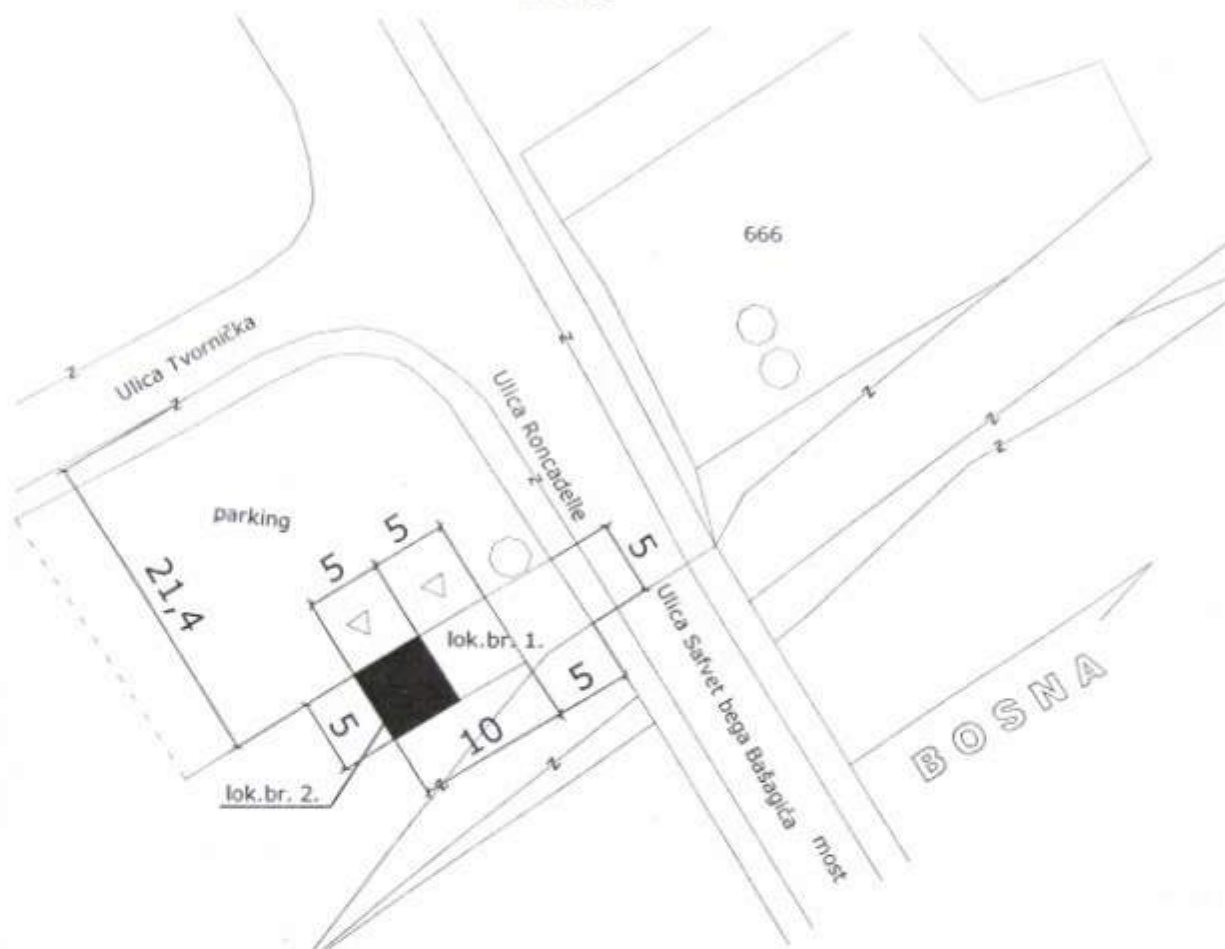 666
Ulica Tvornička
Ulica Roncadelle
parking
5
5
5
21,4
lok.br. 1.
Ulica Safvet bega Bašagića most
5
5
10
lok.br. 2.
BOSNA